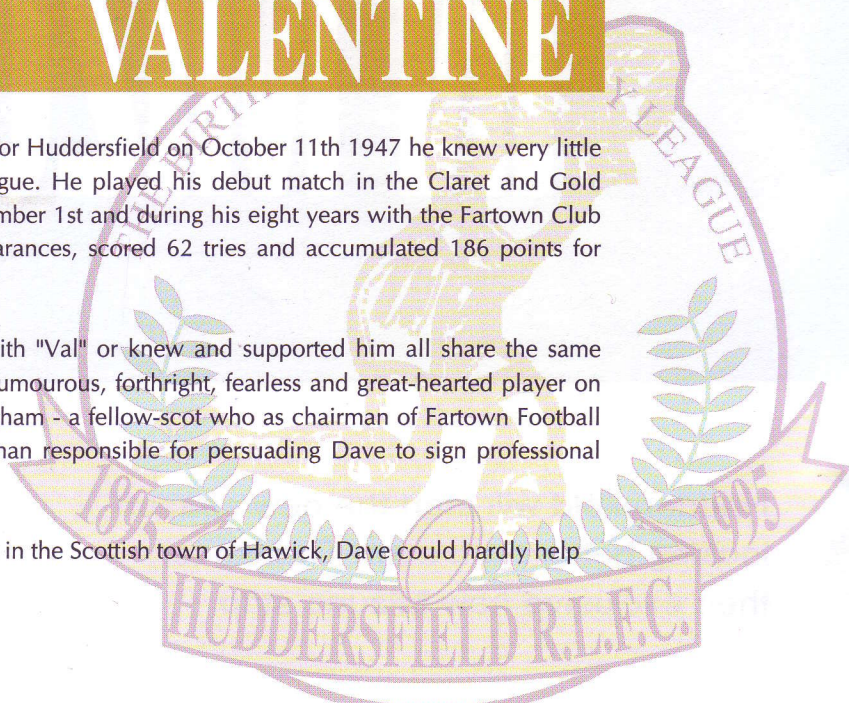 VALENTINE
THE BIRTH
Y LEAGUE
or Huddersfield on October 11th 1947 he knew very little
gue. He played his debut match in the Claret and Gold
mber 1st and during his eight years with the Fartown Club
arances, scored 62 tries and accumulated 186 points for
ith "Val" or knew and supported him all share the same
umourous, forthright, fearless and great-hearted player on
ham - a fellow-scot who as chairman of Fartown Football
nan responsible for persuading Dave to sign professional
in the Scottish town of Hawick, Dave could hardly help
1895
1995
HUDDERSFIELD R.L.F.C.